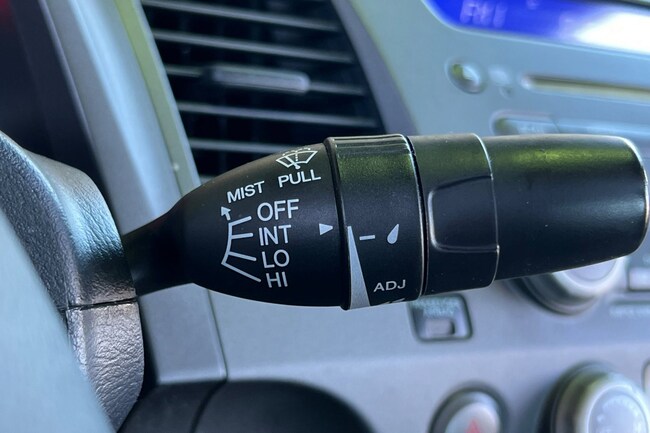 MIST PULL
OFF
INT
LO
HI
ADJ